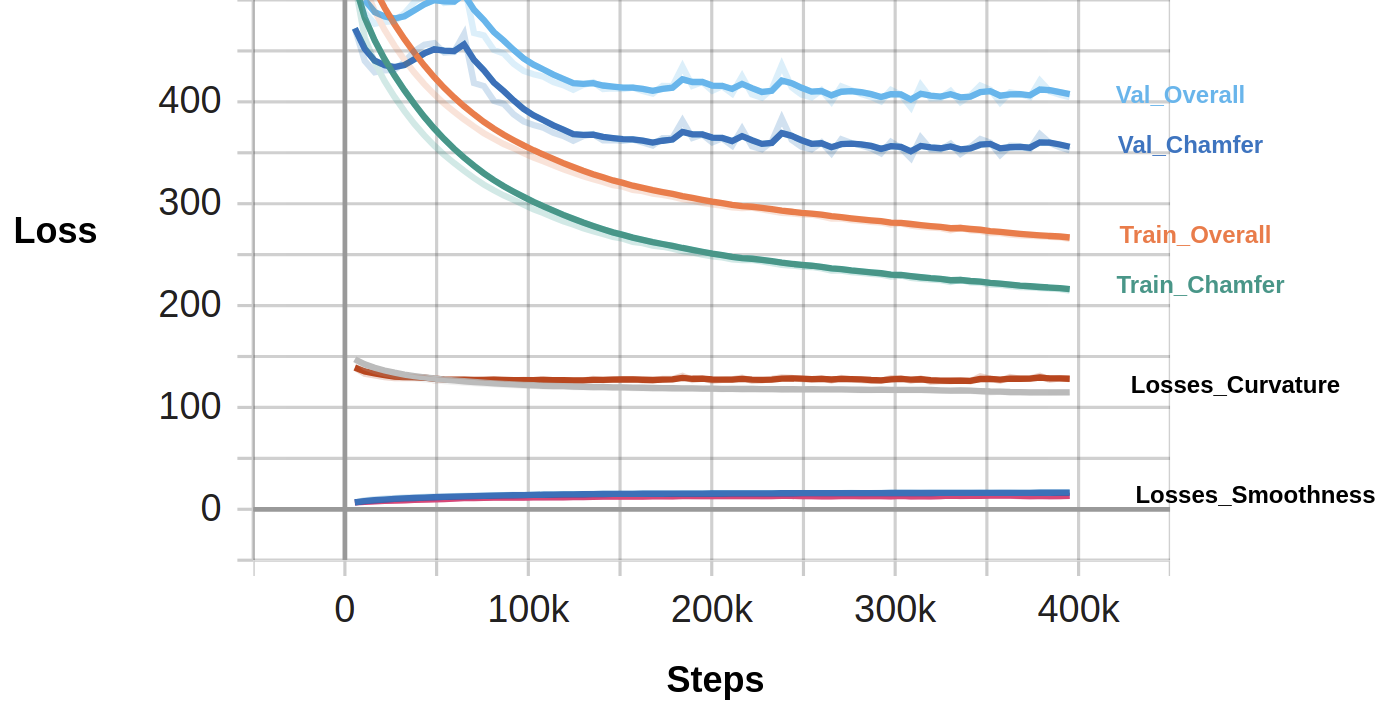 400
Val_Overall
Val_Chamfer
300
Loss
Train_Overall
Train_Chamfer
200
Losses_Curvature
100
Losses_Smoothness
0
0 100k 200k 300k 400k
Steps